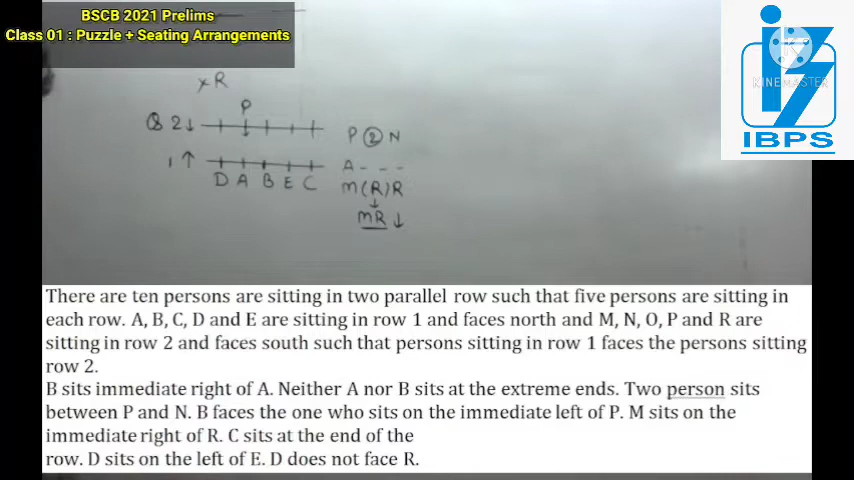 BSCB 2021 Prelims
Class 01 : Puzzle + Seating Arrangements
KINEMASTER
IBPS
× R
P
2 ↓
P ② N
1 ↑
A - - -
D A B E C
M (R) R
↓
MR ↓
There are ten persons are sitting in two parallel row such that five persons are sitting in
each row. A, B, C, D and E are sitting in row 1 and faces north and M, N, O, P and R are
sitting in row 2 and faces south such that persons sitting in row 1 faces the persons sitting
row 2.
B sits immediate right of A. Neither A nor B sits at the extreme ends. Two person sits
between P and N. B faces the one who sits on the immediate left of P. M sits on the
immediate right of R. C sits at the end of the
row. D sits on the left of E. D does not face R.